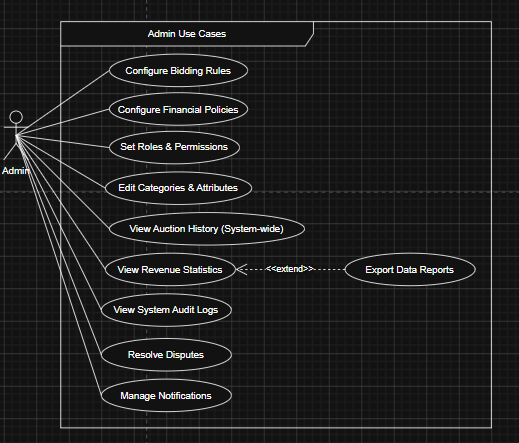 Admin Use Cases
Configure Bidding Rules
Configure Financial Policies
Set Roles & Permissions
Admin
Edit Categories & Attributes
View Auction History (System-wide)
View Revenue Statistics
<<extend>>
Export Data Reports
View System Audit Logs
Resolve Disputes
Manage Notifications